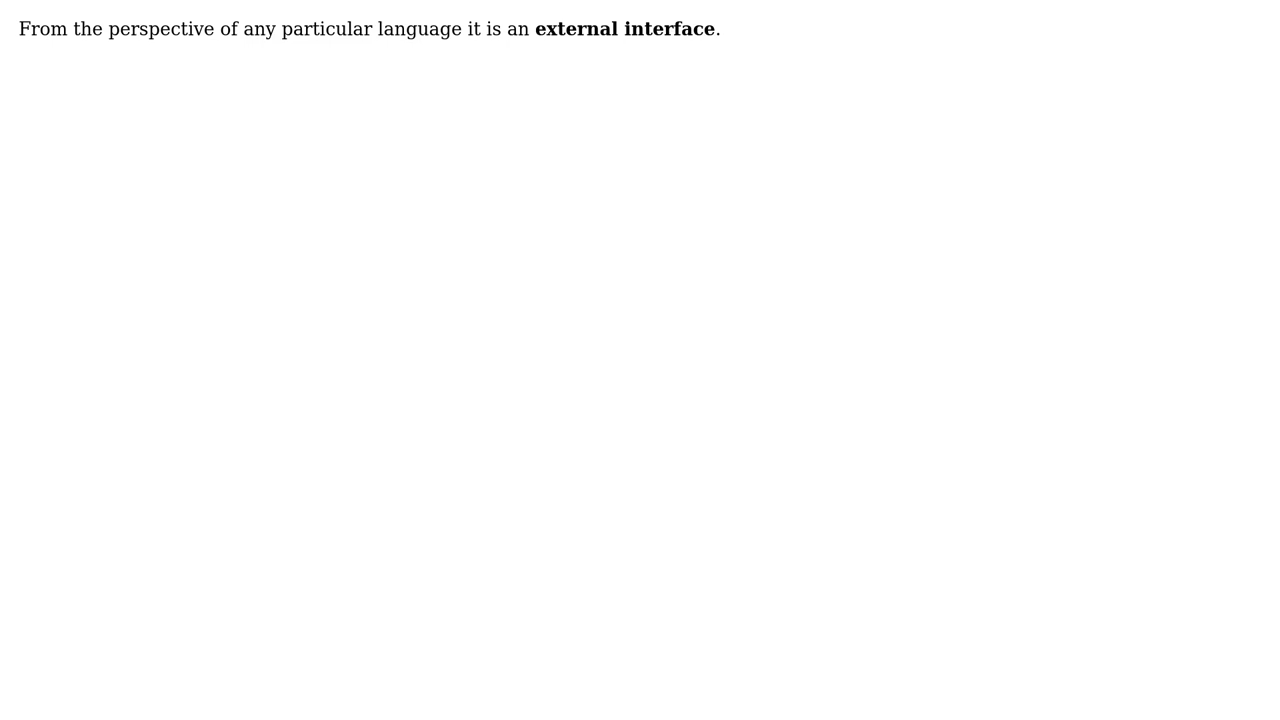 From the perspective of any particular language it is an external interface.